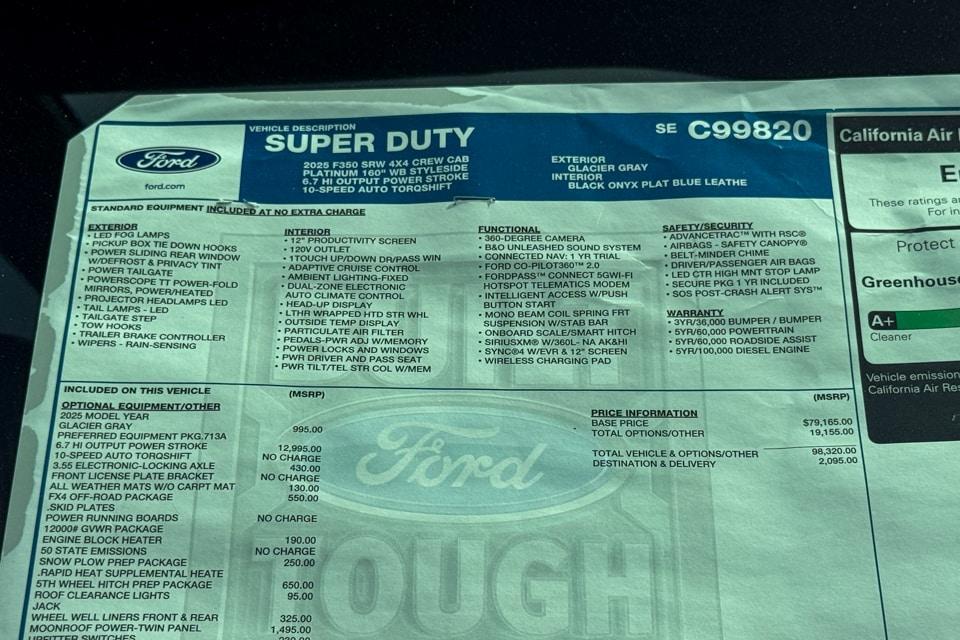 Ford
ford.com
VEHICLE DESCRIPTION
SUPER DUTY
2025 F350 SRW 4X4 CREW CAB
PLATINUM 160" WB STYLESIDE
6.7 HI OUTPUT POWER STROKE
10-SPEED AUTO TORQSHIFT
SE C99820
EXTERIOR
GLACIER GRAY
INTERIOR
BLACK ONYX PLAT BLUE LEATHE
STANDARD EQUIPMENT INCLUDED AT NO EXTRA CHARGE
EXTERIOR
• LED FOG LAMPS
• PICKUP BOX TIE DOWN HOOKS
• POWER SLIDING REAR WINDOW
W/DEFROST & PRIVACY TINT
• POWER TAILGATE
• POWERSCOPE TT POWER-FOLD
MIRRORS, POWER/HEATED
• PROJECTOR HEADLAMPS LED
• TAIL LAMPS - LED
• TAILGATE STEP
• TOW HOOKS
• TRAILER BRAKE CONTROLLER
• WIPERS - RAIN-SENSING
INTERIOR
• 12" PRODUCTIVITY SCREEN
• 120V OUTLET
• 1TOUCH UP/DOWN DR/PASS WIN
• ADAPTIVE CRUISE CONTROL
• AMBIENT LIGHTING-FIXED
• DUAL-ZONE ELECTRONIC
AUTO CLIMATE CONTROL
• HEAD-UP DISPLAY
• LTHR WRAPPED HTD STR WHL
• OUTSIDE TEMP DISPLAY
• PARTICULATE AIR FILTER
• PEDALS-PWR ADJ W/MEMORY
• POWER LOCKS AND WINDOWS
• PWR DRIVER AND PASS SEAT
• PWR TILT/TEL STR COL W/MEM
FUNCTIONAL
• 360-DEGREE CAMERA
• B&O UNLEASHED SOUND SYSTEM
• CONNECTED NAV: 1 YR TRIAL
• FORD CO-PILOT360™ 2.0
• FORDPASS™ CONNECT 5GWI-FI
HOTSPOT TELEMATICS MODEM
• INTELLIGENT ACCESS W/PUSH
BUTTON START
• MONO BEAM COIL SPRING FRT
SUSPENSION W/STAB BAR
• ONBOARD SCALE/SMART HITCH
• SIRIUSXM® W/360L- NA AK&HI
• SYNC®4 W/EVR & 12" SCREEN
• WIRELESS CHARGING PAD
SAFETY/SECURITY
• ADVANCETRAC™ WITH RSC®
• AIRBAGS - SAFETY CANOPY®
• BELT-MINDER CHIME
• DRIVER/PASSENGER AIR BAGS
• LED CTR HIGH MNT STOP LAMP
• SECURE PKG 1 YR INCLUDED
• SOS POST-CRASH ALERT SYS™
WARRANTY
• 3YR/36,000 BUMPER / BUMPER
• 5YR/60,000 POWERTRAIN
• 5YR/60,000 ROADSIDE ASSIST
• 5YR/100,000 DIESEL ENGINE
INCLUDED ON THIS VEHICLE
(MSRP)
OPTIONAL EQUIPMENT/OTHER
2025 MODEL YEAR
GLACIER GRAY 995.00
PREFERRED EQUIPMENT PKG.713A
6.7 HI OUTPUT POWER STROKE 12,995.00
10-SPEED AUTO TORQSHIFT NO CHARGE
3.55 ELECTRONIC-LOCKING AXLE 430.00
FRONT LICENSE PLATE BRACKET NO CHARGE
ALL WEATHER MATS W/O CARPT MAT 130.00
FX4 OFF-ROAD PACKAGE 550.00
.SKID PLATES
POWER RUNNING BOARDS NO CHARGE
12000# GVWR PACKAGE
ENGINE BLOCK HEATER 190.00
50 STATE EMISSIONS NO CHARGE
SNOW PLOW PREP PACKAGE 250.00
.RAPID HEAT SUPPLEMENTAL HEATE
5TH WHEEL HITCH PREP PACKAGE 650.00
ROOF CLEARANCE LIGHTS 95.00
JACK
WHEEL WELL LINERS FRONT & REAR 325.00
MOONROOF POWER-TWIN PANEL 1,495.00
UPFITTER SWITCHES
(MSRP)
PRICE INFORMATION
BASE PRICE $79,165.00
TOTAL OPTIONS/OTHER 19,155.00
TOTAL VEHICLE & OPTIONS/OTHER 98,320.00
DESTINATION & DELIVERY 2,095.00
Ford
TOUGH
California Air
These ratings ar
For in
Protect
Greenhouse
A+
Cleaner
Vehicle emission
California Air Res